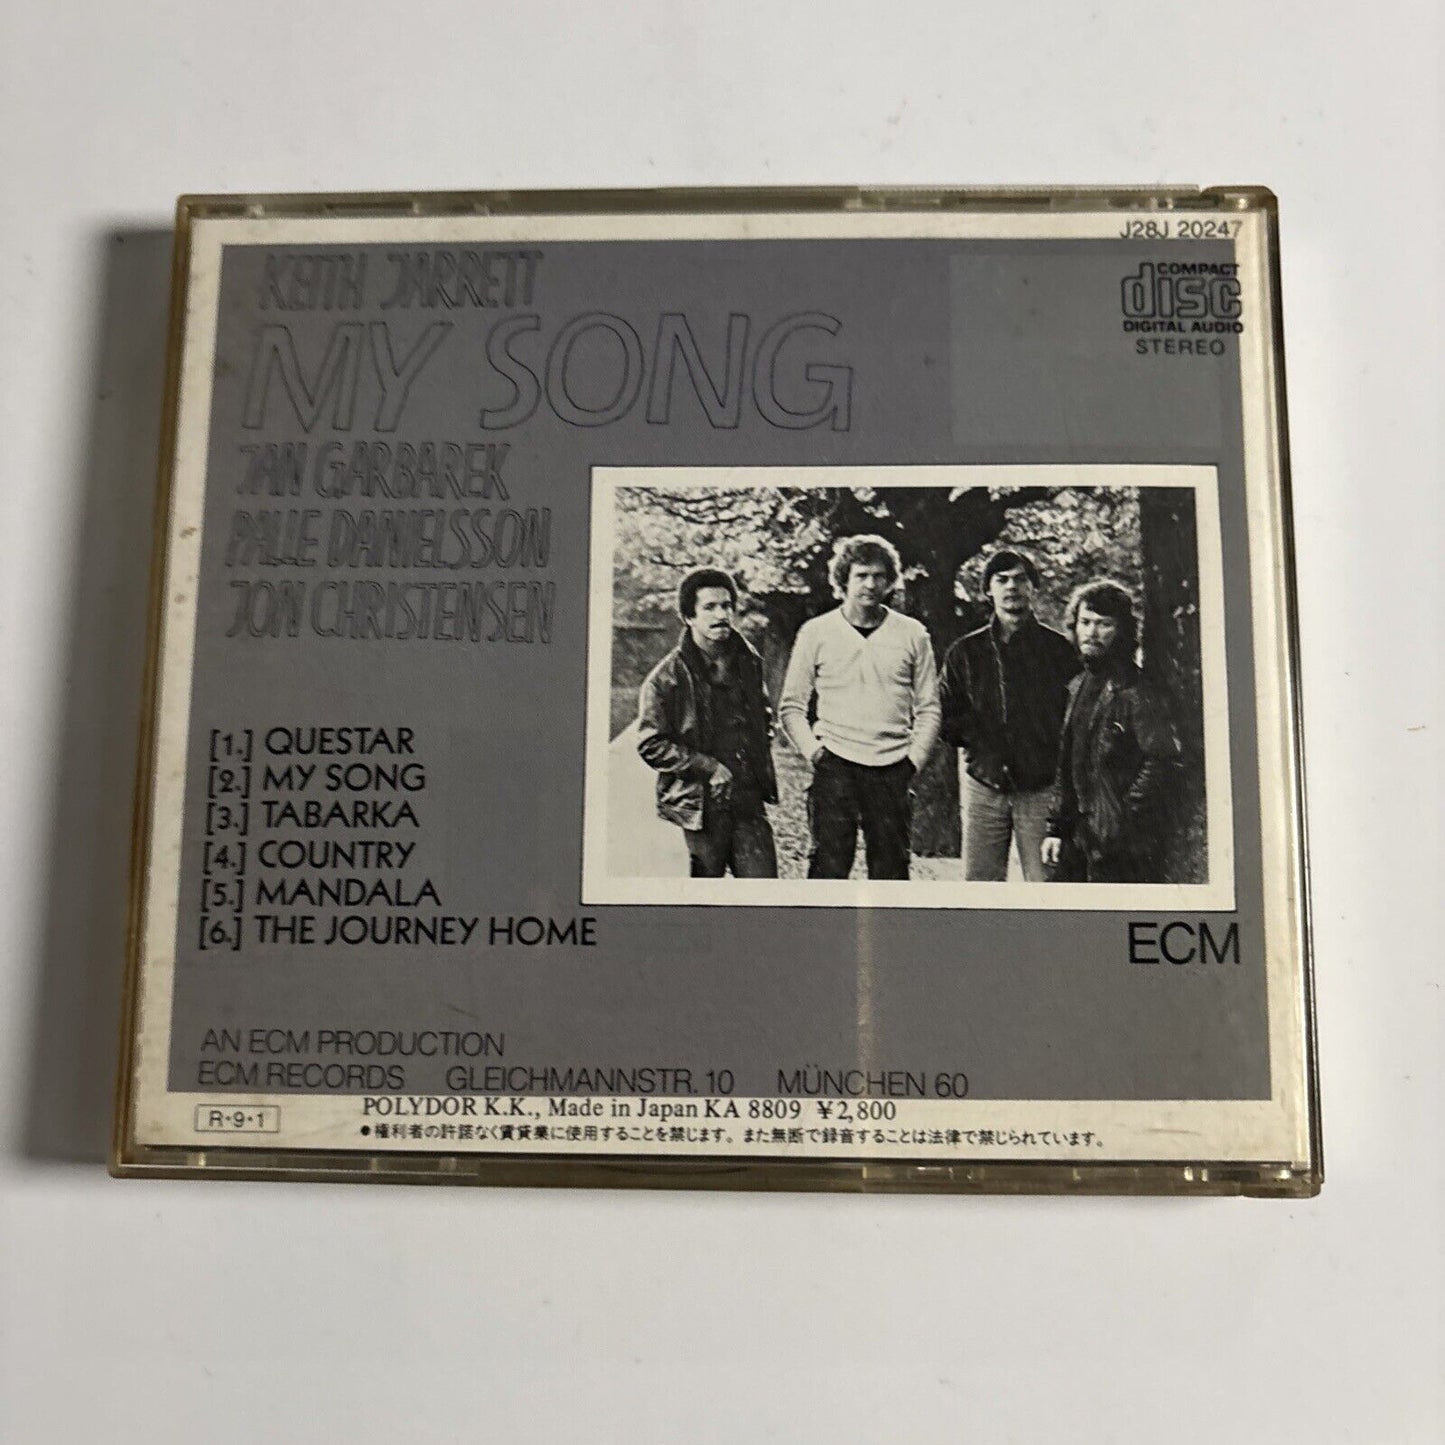 J28J 20247
KEITH JARRETT
COMPACT
disc
DIGITAL AUDIO
STEREO
MY SONG
JAN GARBAREK
PALLE DANIELSSON
JON CHRISTENSEN
[1.] QUESTAR
[2.] MY SONG
[3.] TABARKA
[4.] COUNTRY
[5.] MANDALA
[6.] THE JOURNEY HOME
ECM
AN ECM PRODUCTION
ECM RECORDS GLEICHMANNSTR. 10 MÜNCHEN 60
R・9・1
POLYDOR K.K., Made in Japan KA 8809 ¥2,800
●権利者の許諾なく賃貸業に使用することを禁じます。また無断で録音することは法律で禁じられています。